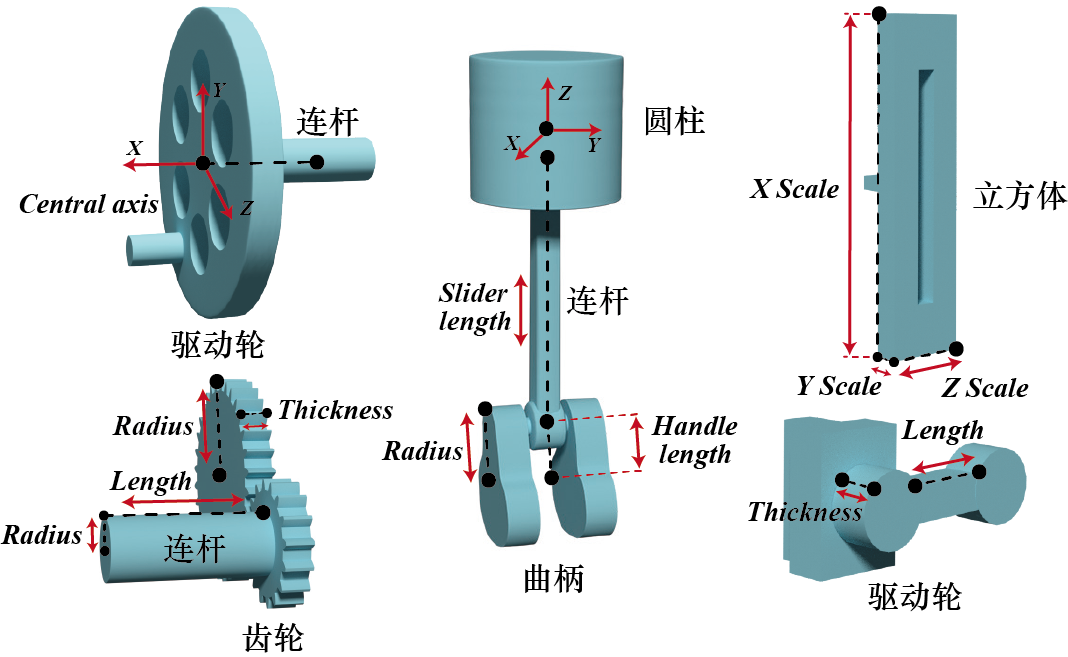 Y
X
连杆
Central axis
Z
驱动轮
Radius
Thickness
Length
Radius
连杆
齿轮
Z
X
Y
圆柱
Slider
length
连杆
Radius
Handle
length
曲柄
X Scale
立方体
Y Scale
Z Scale
Length
Thickness
驱动轮